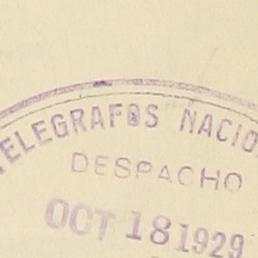 TELEGRAFOS NACIO
DESPACHO
OCT 18 1929